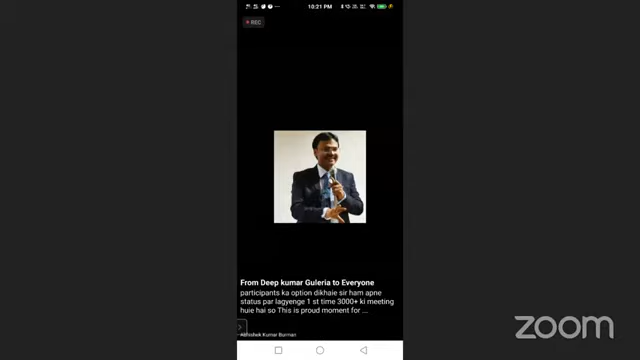 10:21 PM
REC
From Deep kumar Guleria to Everyone
participants ka option dikhaie sir ham apne
status par lagyenge 1 st time 3000+ ki meeting
huie hai so This is proud moment for ...
Abhisheik Kumar Burman
zoom